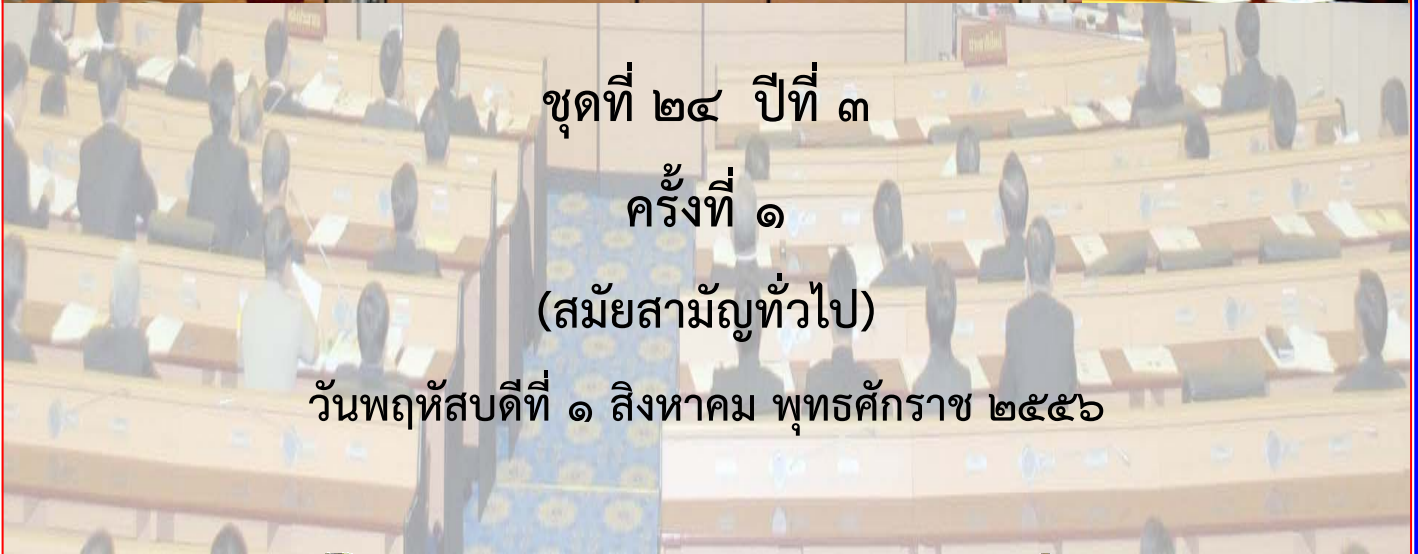 ชุดที่ ๒๔ ปีที่ ๓
ครั้งที่ ๑
(สมัยสามัญทั่วไป)
วันพฤหัสบดีที่ ๑ สิงหาคม พุทธศักราช ๒๕๕๖